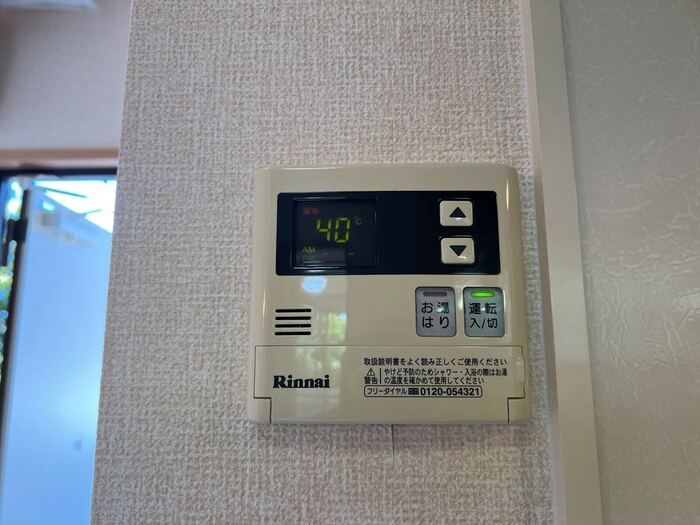 優先
40℃
AM
お湯
はり
運転
入/切
取扱説明書をよく読み正しくご使用ください
警告 やけど予防のためシャワー・入浴の際はお湯
の温度を確かめて使用してください
Rinnai
フリーダイヤル 0120-054321